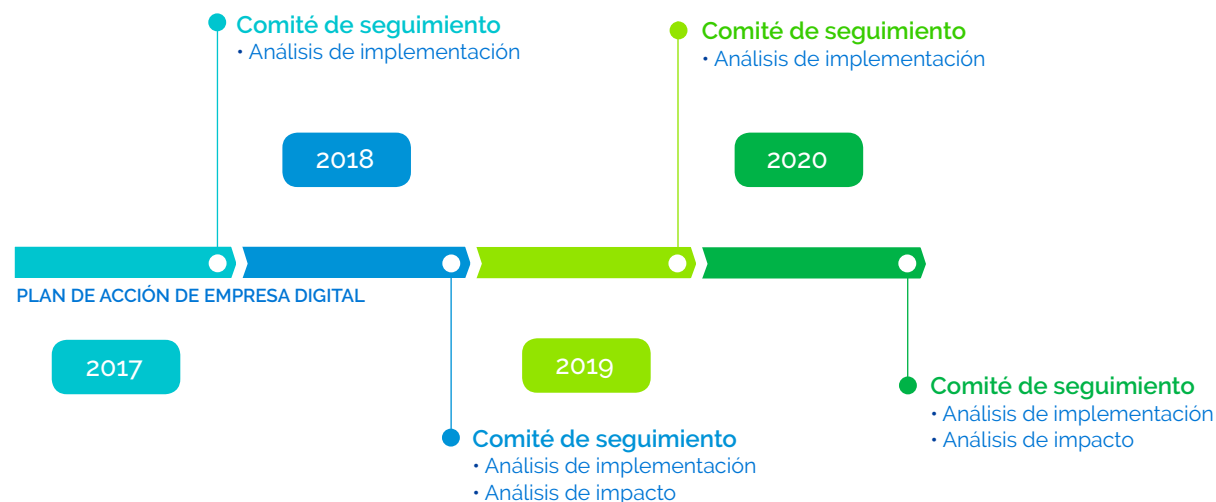 Comité de seguimiento
• Análisis de implementación
Comité de seguimiento
• Análisis de implementación
2018
2020
PLAN DE ACCIÓN DE EMPRESA DIGITAL
2017
2019
Comité de seguimiento
• Análisis de implementación
• Análisis de impacto
Comité de seguimiento
• Análisis de implementación
• Análisis de impacto